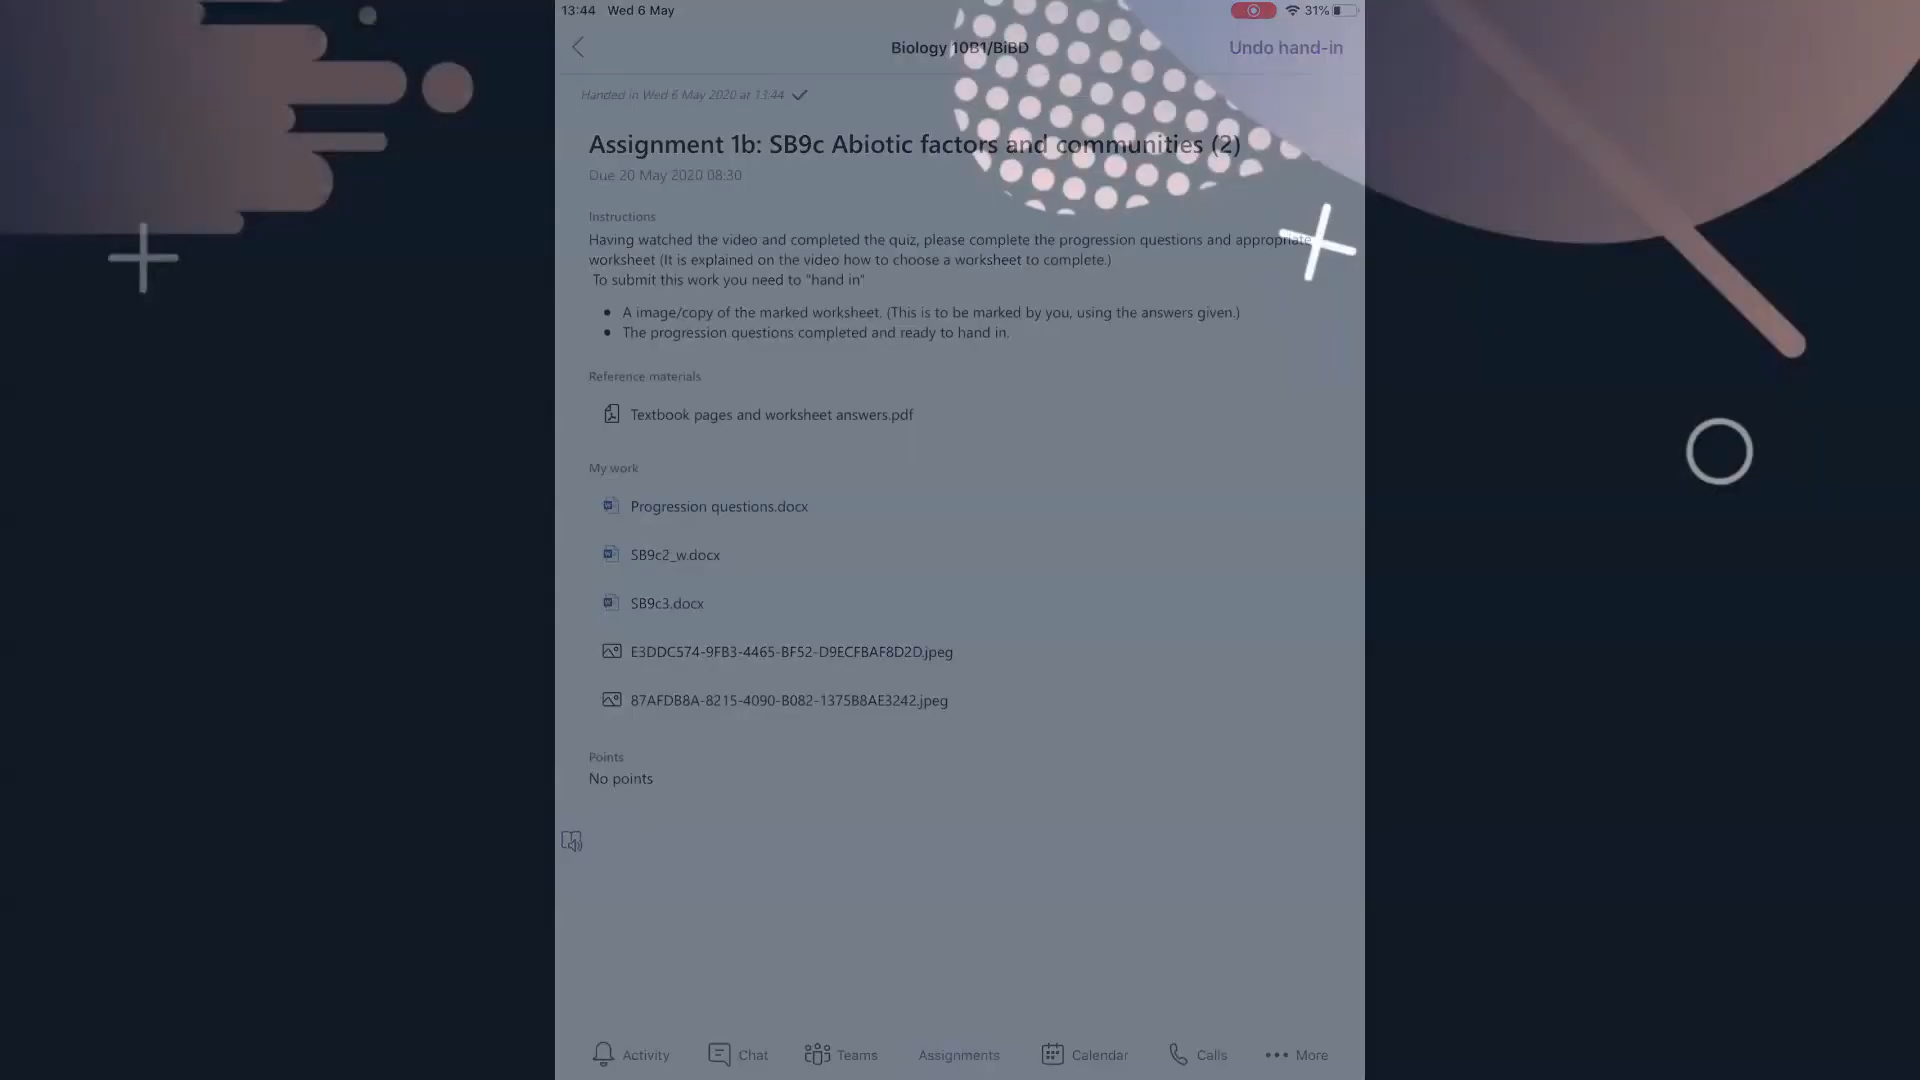 13:44 Wed 6 May
31%
Biology 10B1/BiBD
Undo hand-in
Handed in Wed 6 May 2020 at 13:44
Assignment 1b: SB9c Abiotic factors and communities (2)
Due 20 May 2020 08:30
Instructions
Having watched the video and completed the quiz, please complete the progression questions and appropriate
worksheet (It is explained on the video how to choose a worksheet to complete.)
To submit this work you need to "hand in"
• A image/copy of the marked worksheet. (This is to be marked by you, using the answers given.)
• The progression questions completed and ready to hand in.
Reference materials
Textbook pages and worksheet answers.pdf
My work
Progression questions.docx
SB9c2_w.docx
SB9c3.docx
E3DDC574-9FB3-4465-BF52-D9ECFBAF8D2D.jpeg
87AFDB8A-8215-4090-B082-1375B8AE3242.jpeg
Points
No points
Activity Chat Teams Assignments Calendar Calls More